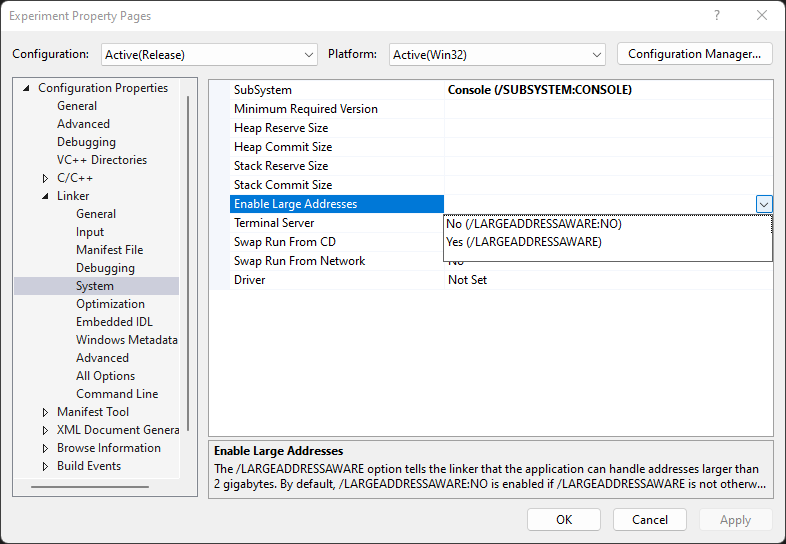 Experiment Property Pages
Configuration: Active(Release) Platform: Active(Win32) Configuration Manager...
Configuration Properties
General
Advanced
Debugging
VC++ Directories
C/C++
Linker
General
Input
Manifest File
Debugging
System
Optimization
Embedded IDL
Windows Metadata
Advanced
All Options
Command Line
Manifest Tool
XML Document Genera
Browse Information
Build Events
SubSystem Console (/SUBSYSTEM:CONSOLE)
Minimum Required Version
Heap Reserve Size
Heap Commit Size
Stack Reserve Size
Stack Commit Size
Enable Large Addresses
Terminal Server No (/LARGEADDRESSAWARE:NO)
Swap Run From CD Yes (/LARGEADDRESSAWARE)
Swap Run From Network No
Driver Not Set
Enable Large Addresses
The /LARGEADDRESSAWARE option tells the linker that the application can handle addresses larger than
2 gigabytes. By default, /LARGEADDRESSAWARE:NO is enabled if /LARGEADDRESSAWARE is not otherw...
OK Cancel Apply